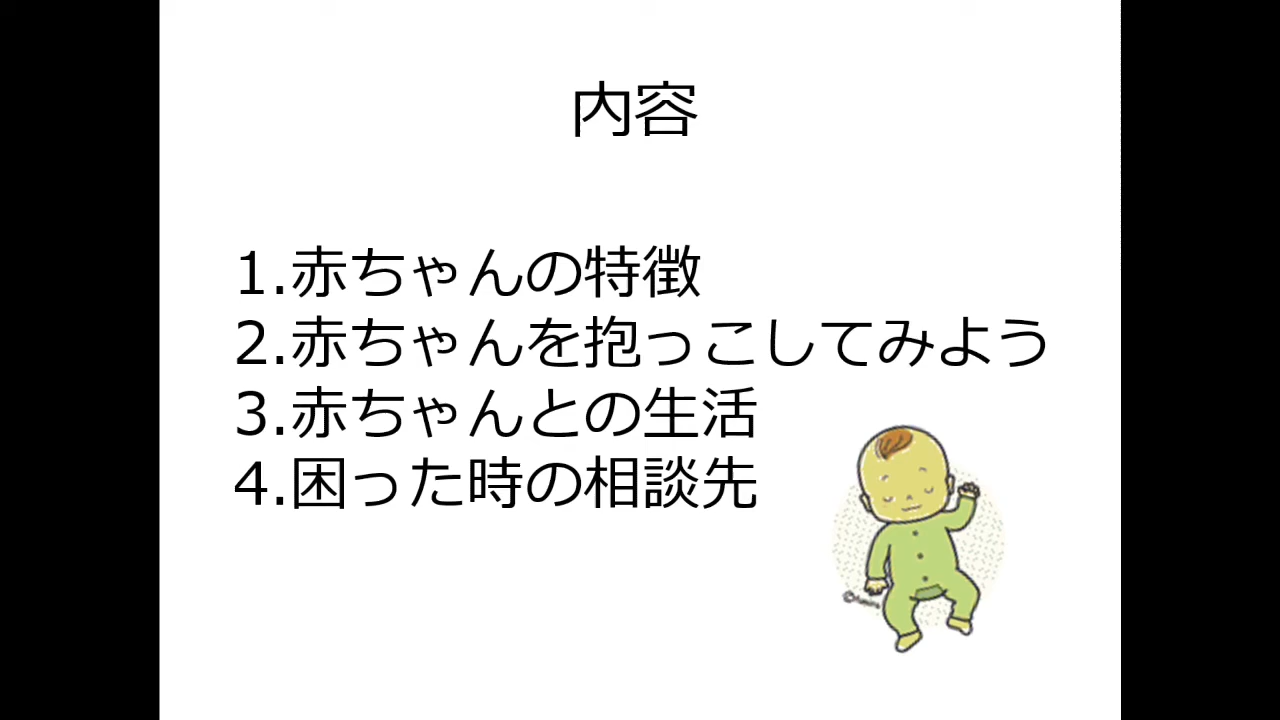 内容
1.赤ちゃんの特徴
2.赤ちゃんを抱っこしてみよう
3.赤ちゃんとの生活
4.困った時の相談先